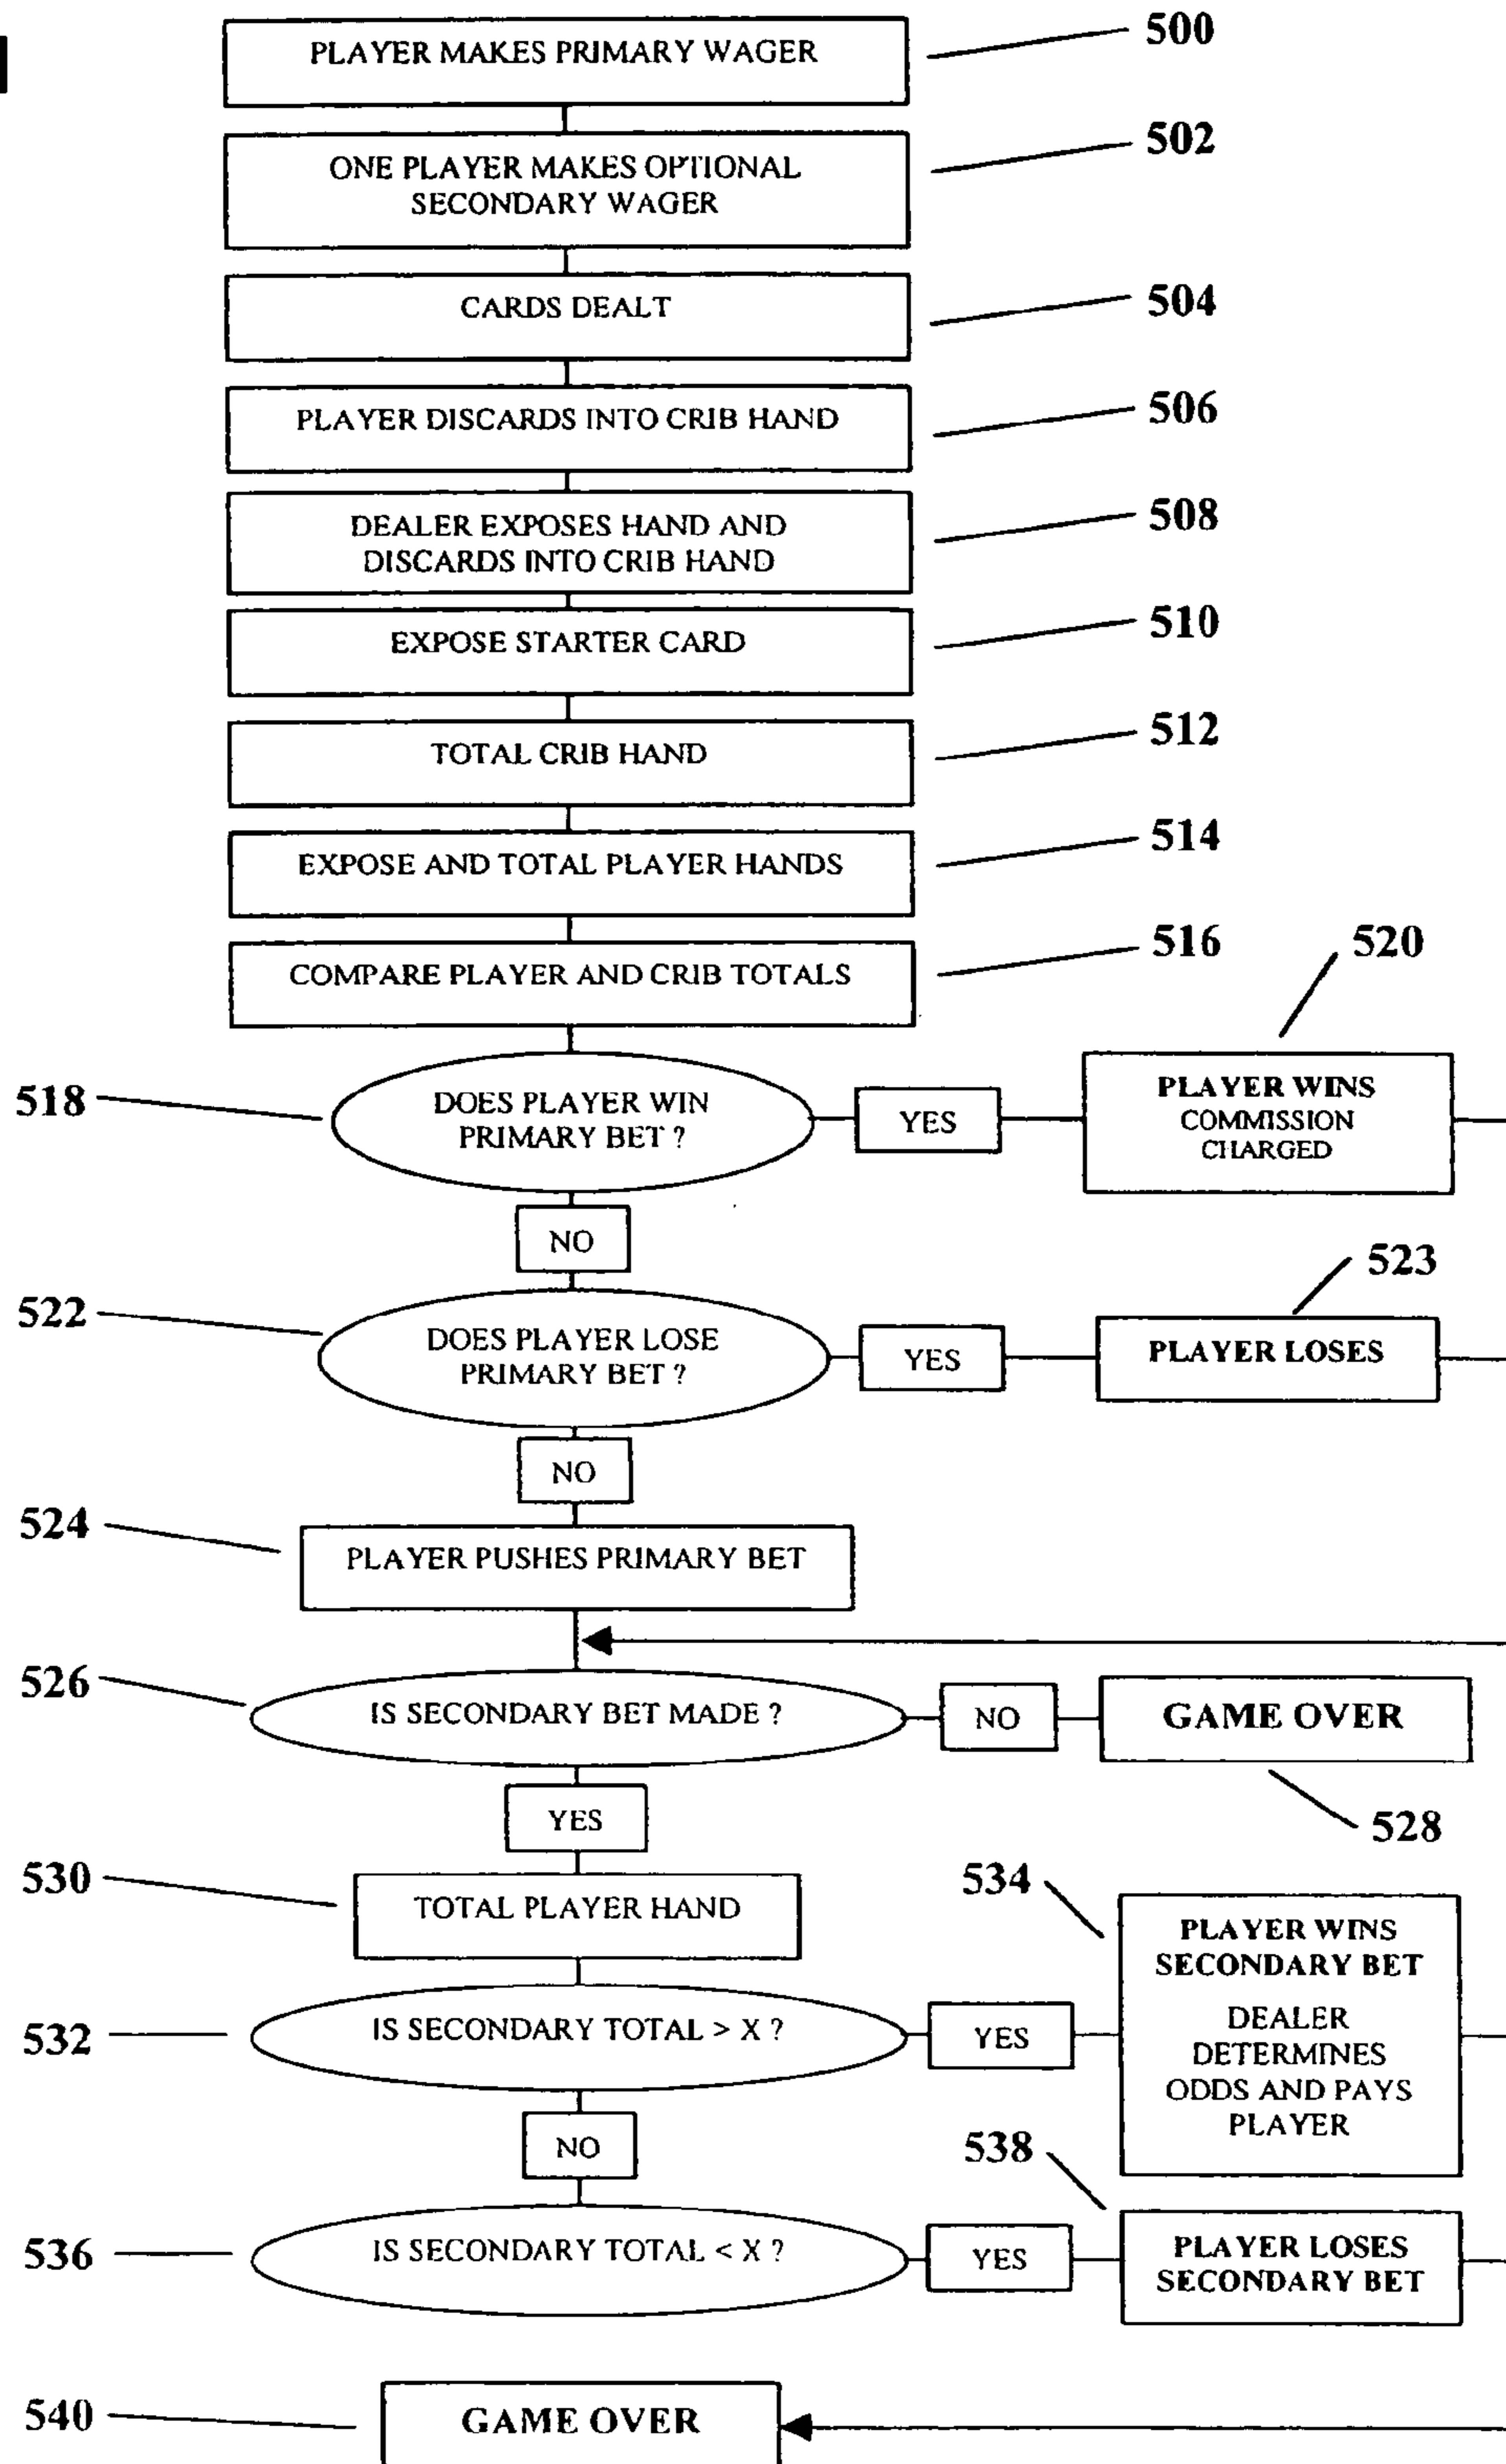 PLAYER MAKES PRIMARY WAGER
500
ONE PLAYER MAKES OPTIONAL
SECONDARY WAGER
502
CARDS DEALT
504
PLAYER DISCARDS INTO CRIB HAND
506
DEALER EXPOSES HAND AND
DISCARDS INTO CRIB HAND
508
EXPOSE STARTER CARD
510
TOTAL CRIB HAND
512
EXPOSE AND TOTAL PLAYER HANDS
514
COMPARE PLAYER AND CRIB TOTALS
516
518
DOES PLAYER WIN
PRIMARY BET ?
YES
520
PLAYER WINS
COMMISSION
CHARGED
NO
522
DOES PLAYER LOSE
PRIMARY BET ?
YES
523
PLAYER LOSES
NO
524
PLAYER PUSHES PRIMARY BET
526
IS SECONDARY BET MADE ?
NO
GAME OVER
528
YES
530
TOTAL PLAYER HAND
532
IS SECONDARY TOTAL > X ?
YES
534
PLAYER WINS
SECONDARY BET
DEALER
DETERMINES
ODDS AND PAYS
PLAYER
NO
536
IS SECONDARY TOTAL < X ?
YES
538
PLAYER LOSES
SECONDARY BET
540
GAME OVER